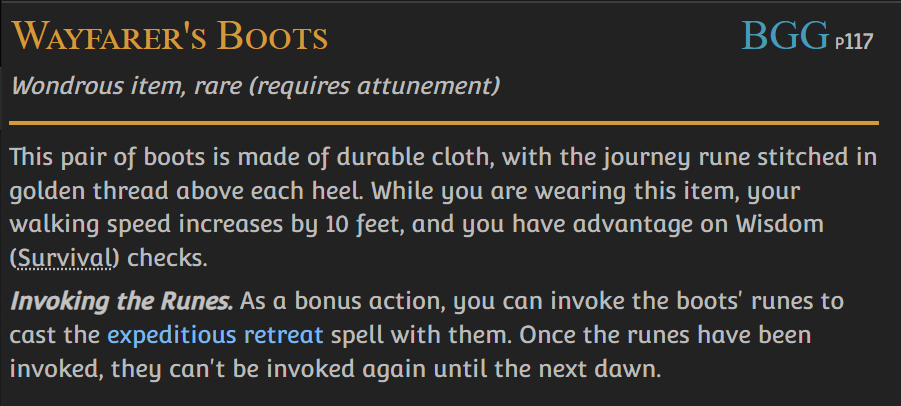 Wayfarer's Boots BGG p117
Wondrous item, rare (requires attunement)
This pair of boots is made of durable cloth, with the journey rune stitched in
golden thread above each heel. While you are wearing this item, your
walking speed increases by 10 feet, and you have advantage on Wisdom
(Survival) checks.
Invoking the Runes. As a bonus action, you can invoke the boots' runes to
cast the expeditious retreat spell with them. Once the runes have been
invoked, they can't be invoked again until the next dawn.